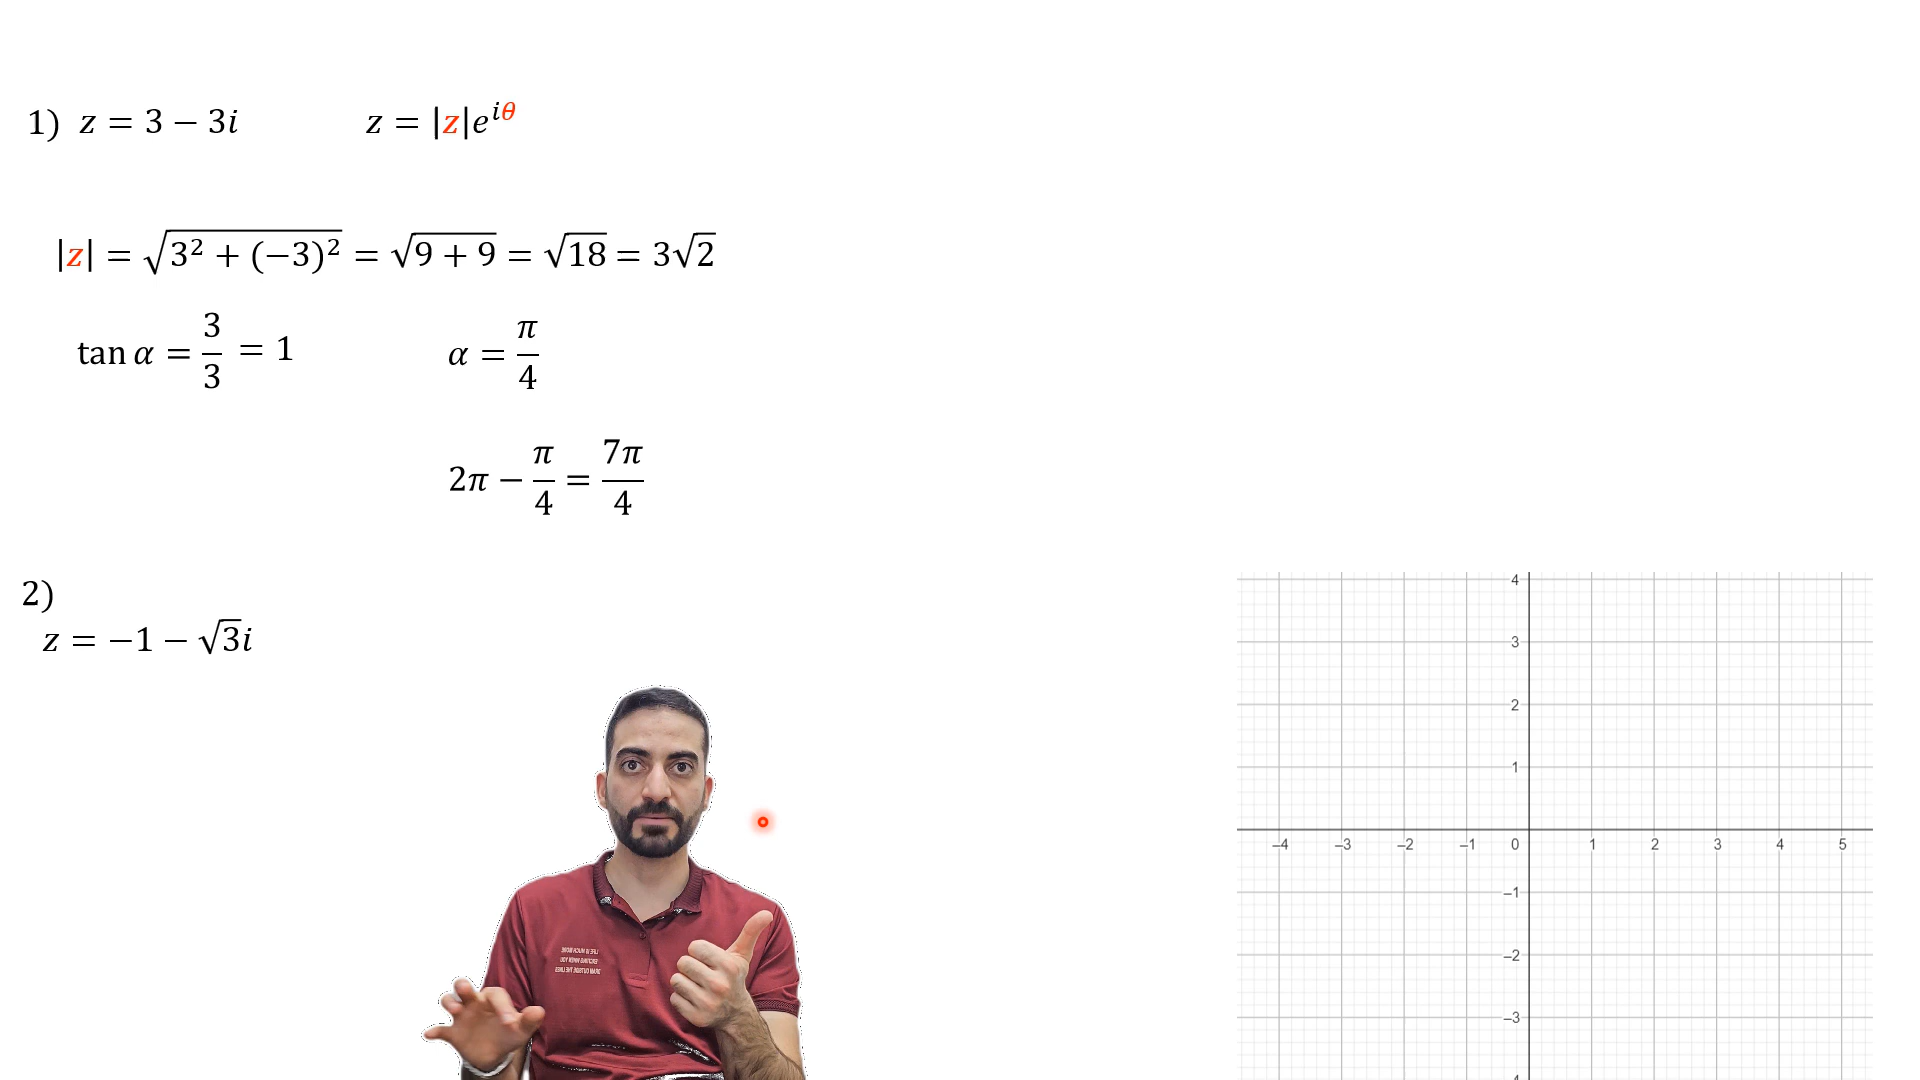 1) z = 3 − 3i z = |z|e^{iθ}
|z| = √(3² + (−3)²) = √(9 + 9) = √18 = 3√2
tan α = 3/3 = 1 α = π/4
2π − π/4 = 7π/4
2)
z = −1 − √3i
4
3
2
1
−4 −3 −2 −1 0 1 2 3 4 5
−1
−2
−3